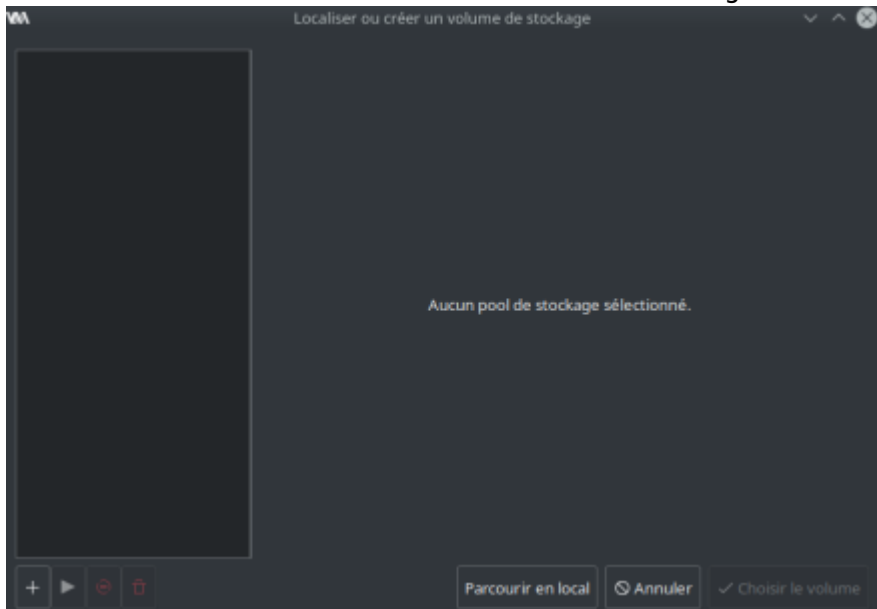 Localiser ou créer un volume de stockage
Aucun pool de stockage sélectionné.
Parcourir en local
Annuler
Choisir le volume